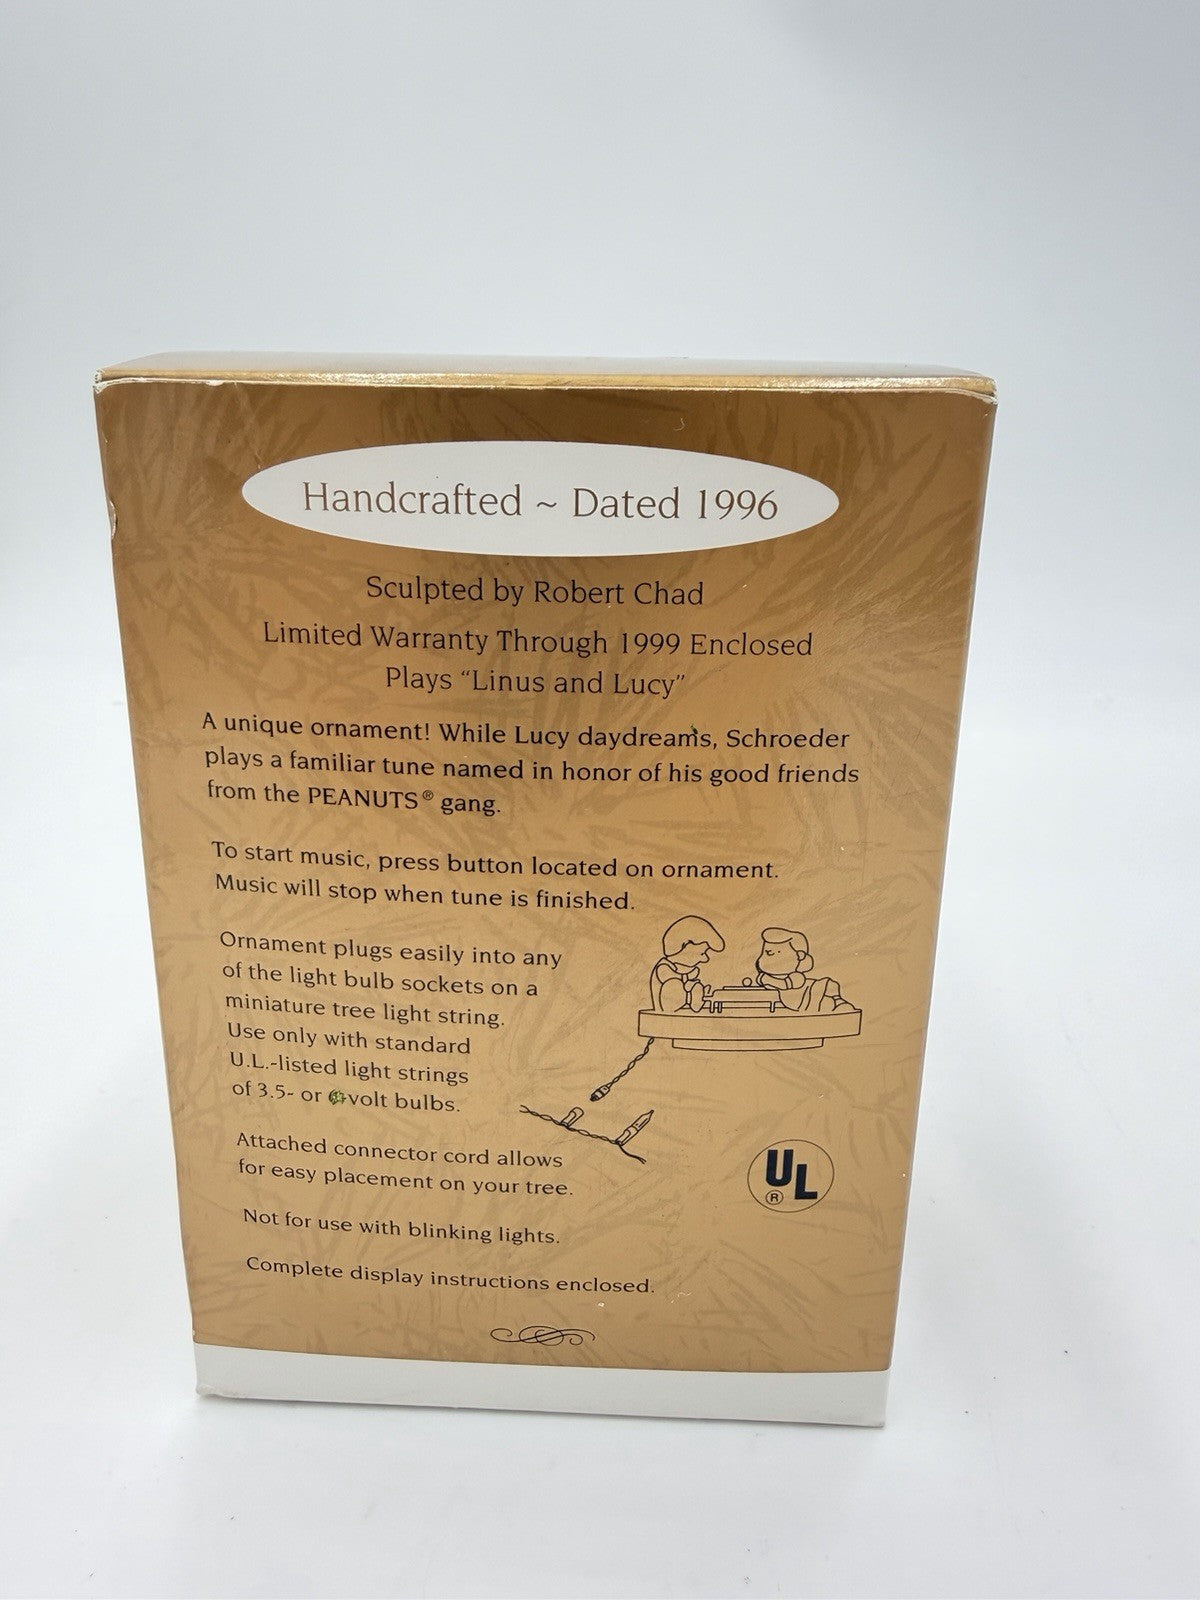 Handcrafted ~ Dated 1996
Sculpted by Robert Chad
Limited Warranty Through 1999 Enclosed
Plays "Linus and Lucy"
A unique ornament! While Lucy daydreams, Schroeder
plays a familiar tune named in honor of his good friends
from the PEANUTS® gang.
To start music, press button located on ornament.
Music will stop when tune is finished.
Ornament plugs easily into any
of the light bulb sockets on a
miniature tree light string.
Use only with standard
U.L.-listed light strings
of 3.5- or volt bulbs.
Attached connector cord allows
for easy placement on your tree.
Not for use with blinking lights.
Complete display instructions enclosed.
UL
®